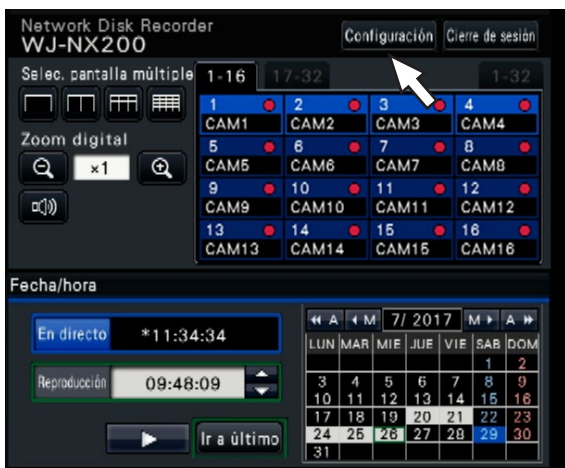 Network Disk Recorder
WJ-NX200
Configuración Cierre de sesión
Selec. pantalla múltiple
1-16 17-32 1-32
1 2 3 4
CAM1 CAM2 CAM3 CAM4
5 6 7 8
CAM5 CAM6 CAM7 CAM8
9 10 11 12
CAM9 CAM10 CAM11 CAM12
13 14 15 16
CAM13 CAM14 CAM15 CAM16
Zoom digital
×1
Fecha/hora
En directo *11:34:34
Reproducción 09:48:09
Ir a último
A M 7/ 2017 M A
LUN MAR MIE JUE VIE SAB DOM
1 2
3 4 5 6 7 8 9
10 11 12 13 14 15 16
17 18 19 20 21 22 23
24 25 26 27 28 29 30
31